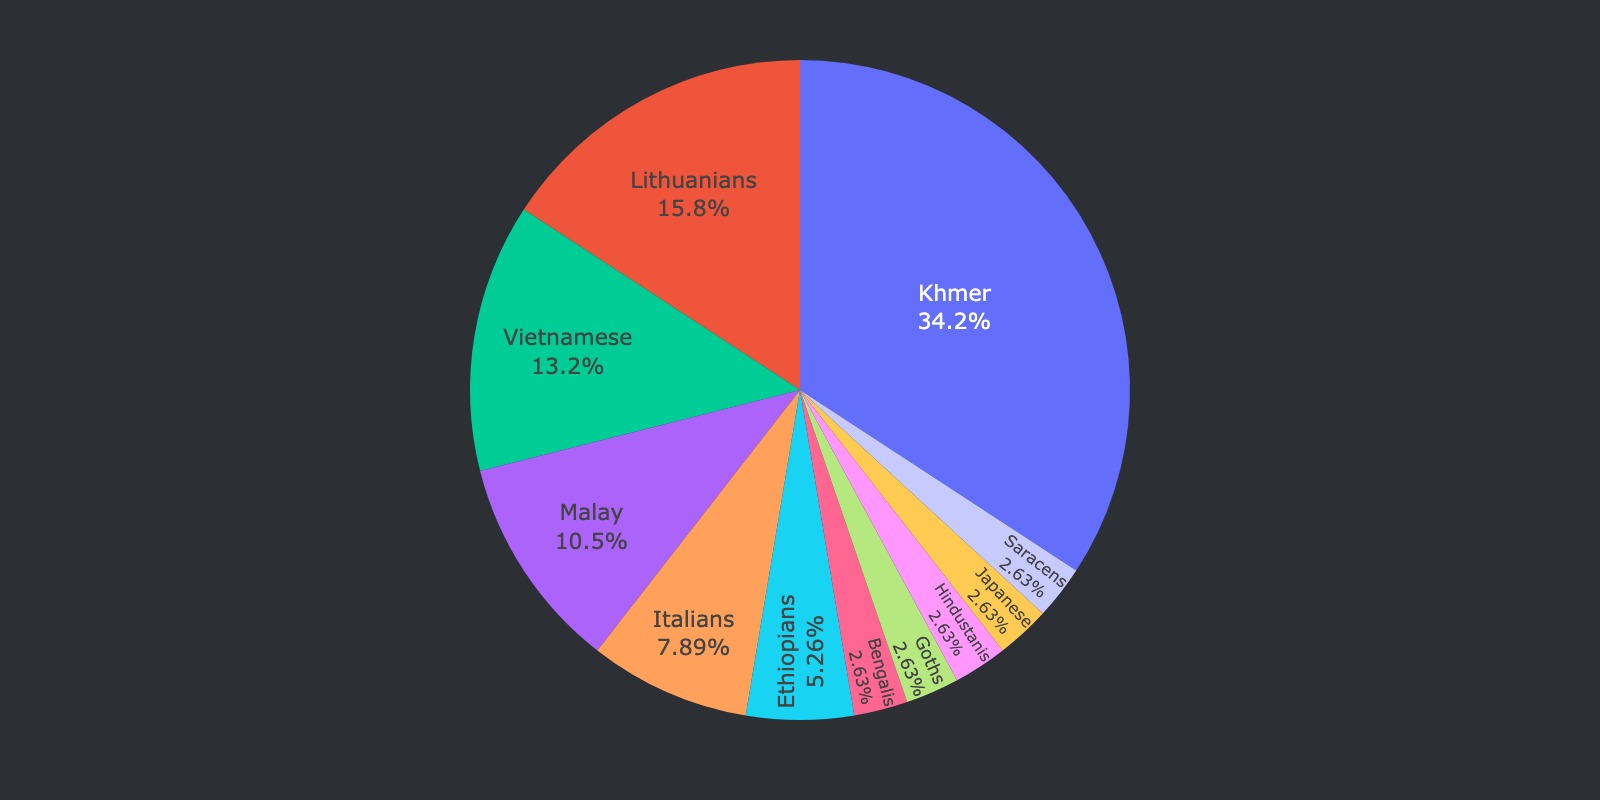 Khmer
34.2%
Lithuanians
15.8%
Vietnamese
13.2%
Malay
10.5%
Italians
7.89%
Ethiopians
5.26%
Bengalis
2.63%
Goths
2.63%
Hindustanis
2.63%
Japanese
2.63%
Saracens
2.63%